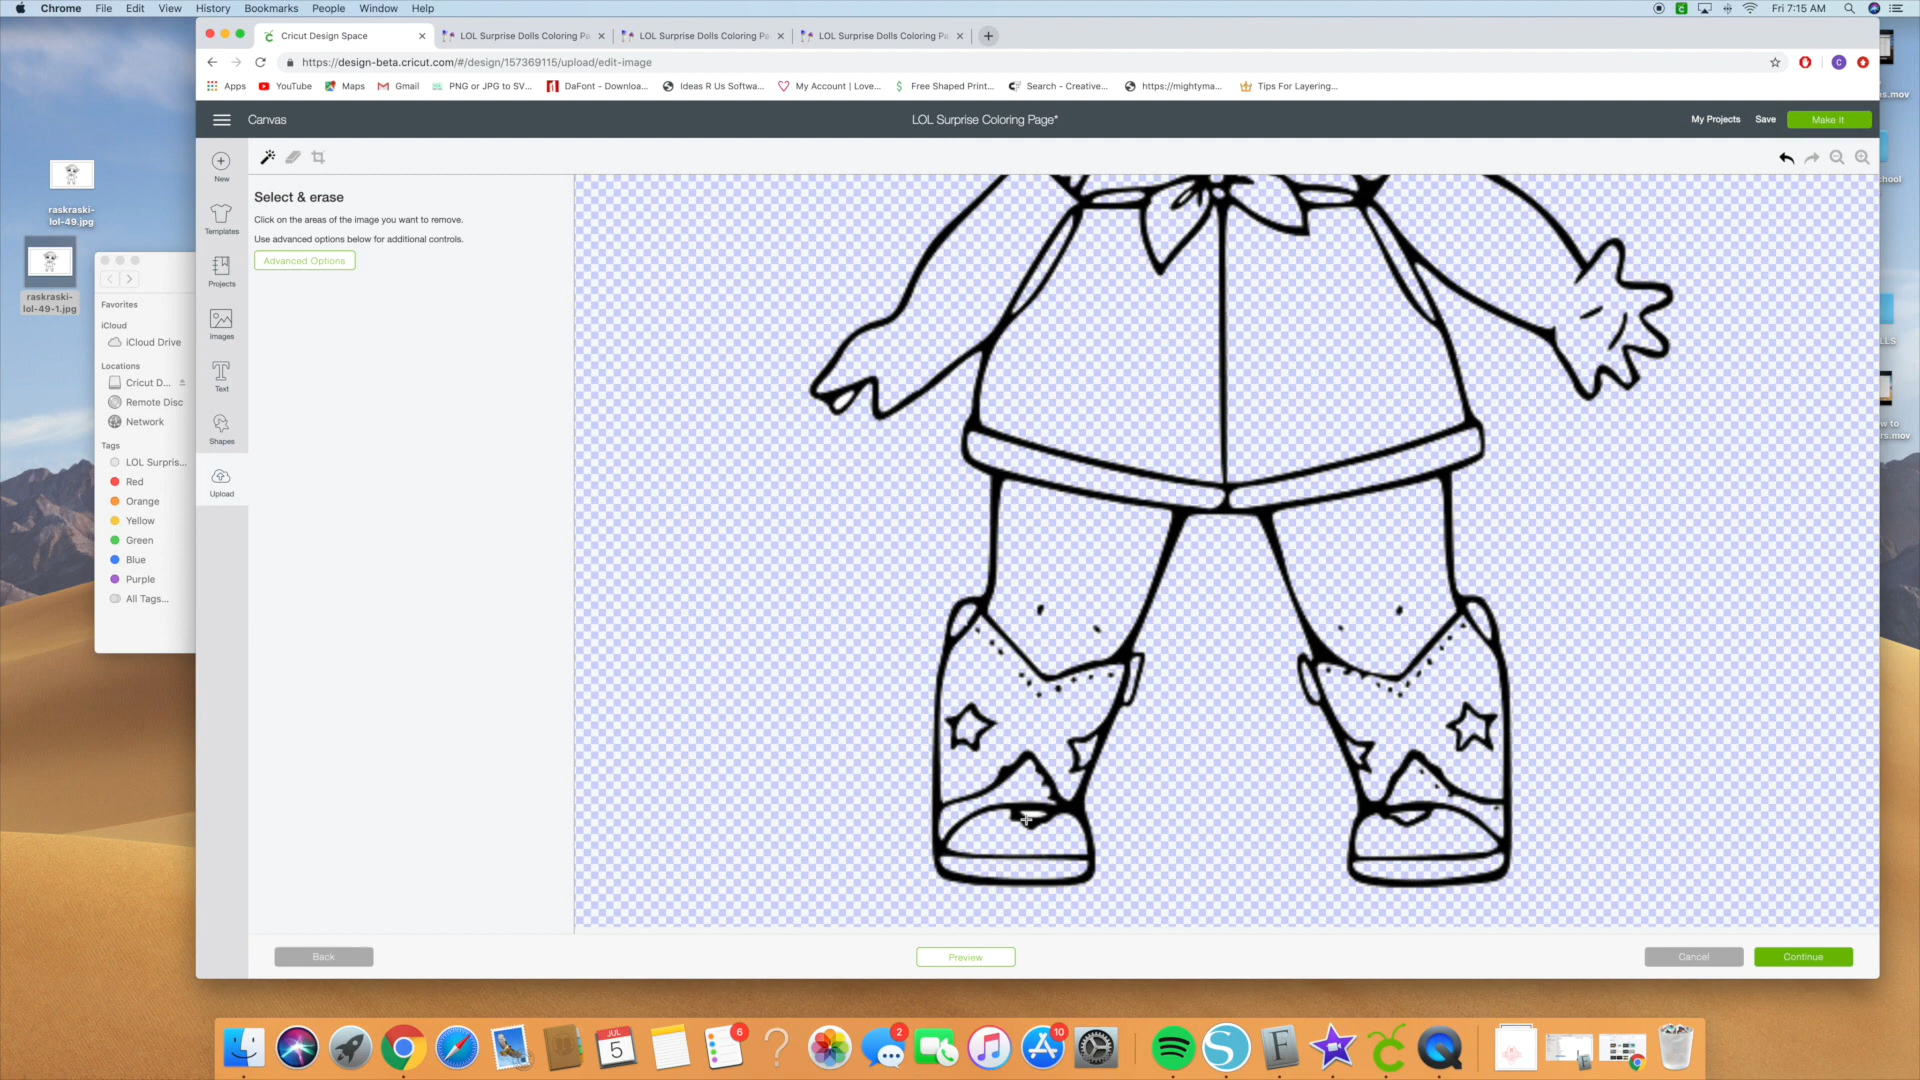 Chrome File Edit View History Bookmarks People Window Help Fri 7:15 AM
Cricut Design Space LOL Surprise Dolls Coloring Pa LOL Surprise Dolls Coloring Pa LOL Surprise Dolls Coloring Pa
https://design-beta.cricut.com/#/design/157369115/upload/edit-image
Apps YouTube Maps Gmail PNG or JPG to SV... DaFont - Downloa... Ideas R Us Softwa... My Account | Love... Free Shaped Print... Search - Creative... https://mightyma... Tips For Layering...
Canvas LOL Surprise Coloring Page* My Projects Save Make It
New
Templates
Projects
Images
Text
Shapes
Upload
Select & erase
Click on the areas of the image you want to remove.
Use advanced options below for additional controls.
Advanced Options
raskraski-
lol-49.jpg
raskraski-
lol-49-1.jpg
Favorites
iCloud
iCloud Drive
Locations
Cricut D...
Remote Disc
Network
Tags
LOL Surpris...
Red
Orange
Yellow
Green
Blue
Purple
All Tags...
Back Preview Cancel Continue
JUL
5
6
2
10